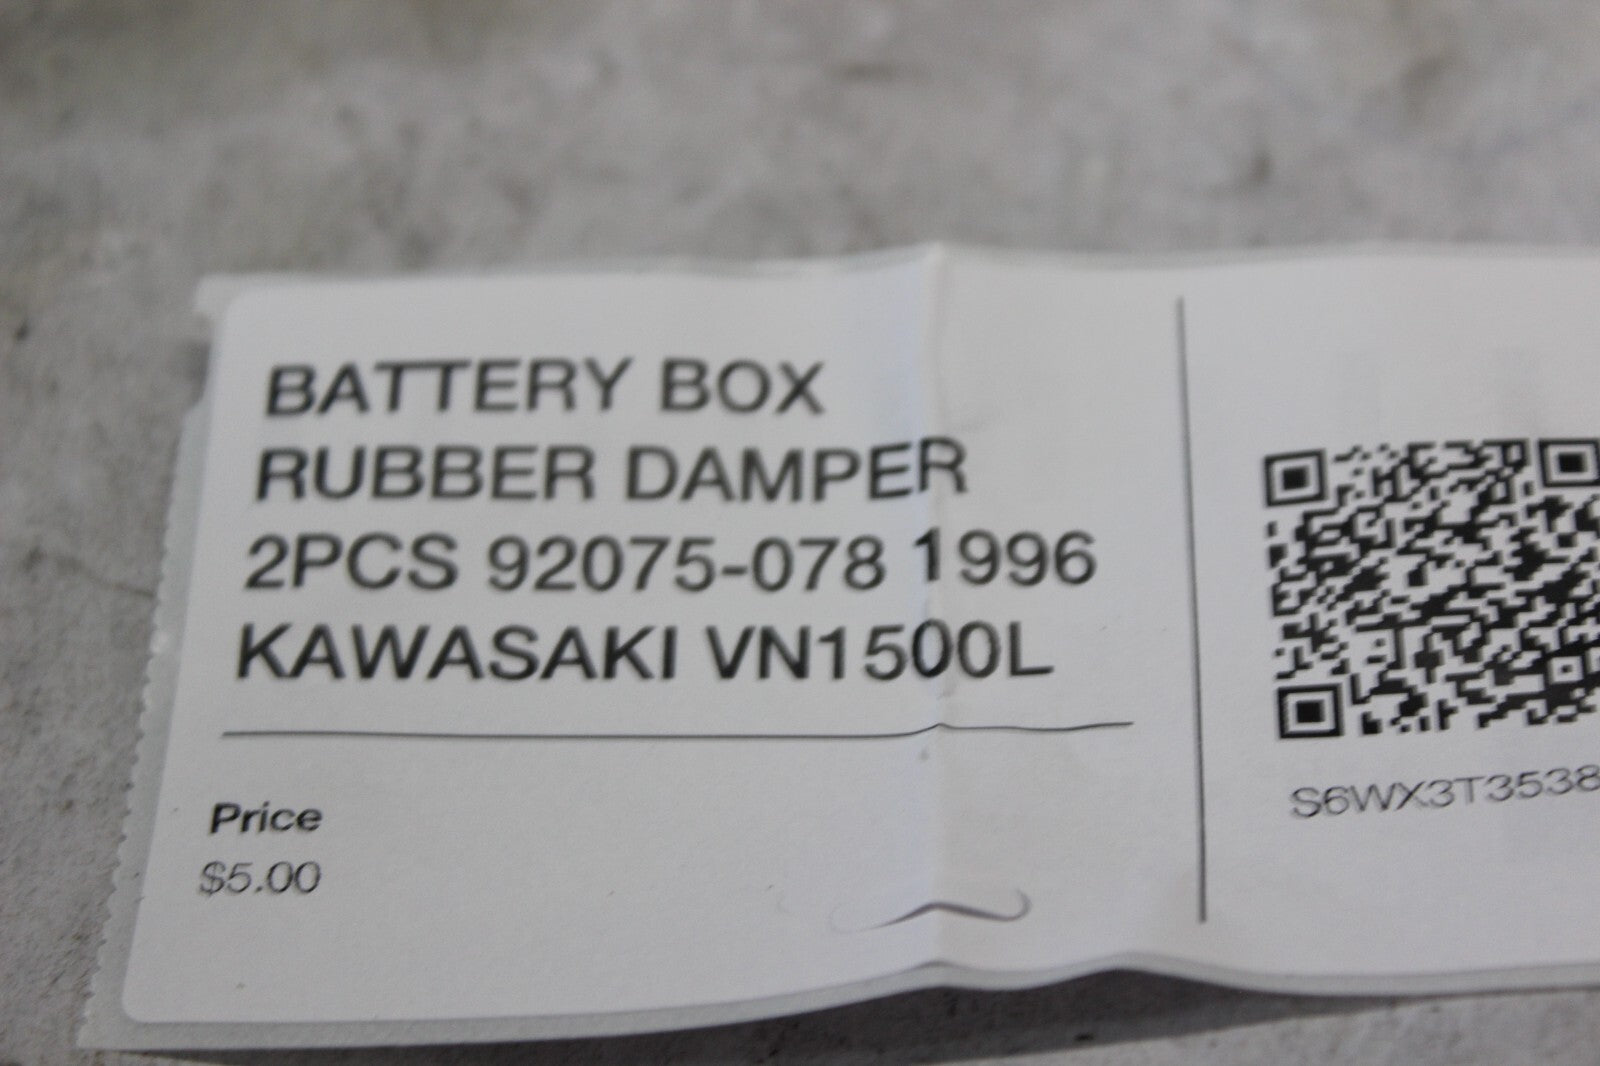 BATTERY BOX
RUBBER DAMPER
2PCS 92075-078 1996
KAWASAKI VN1500L
Price
$5.00
S6WX3T3538